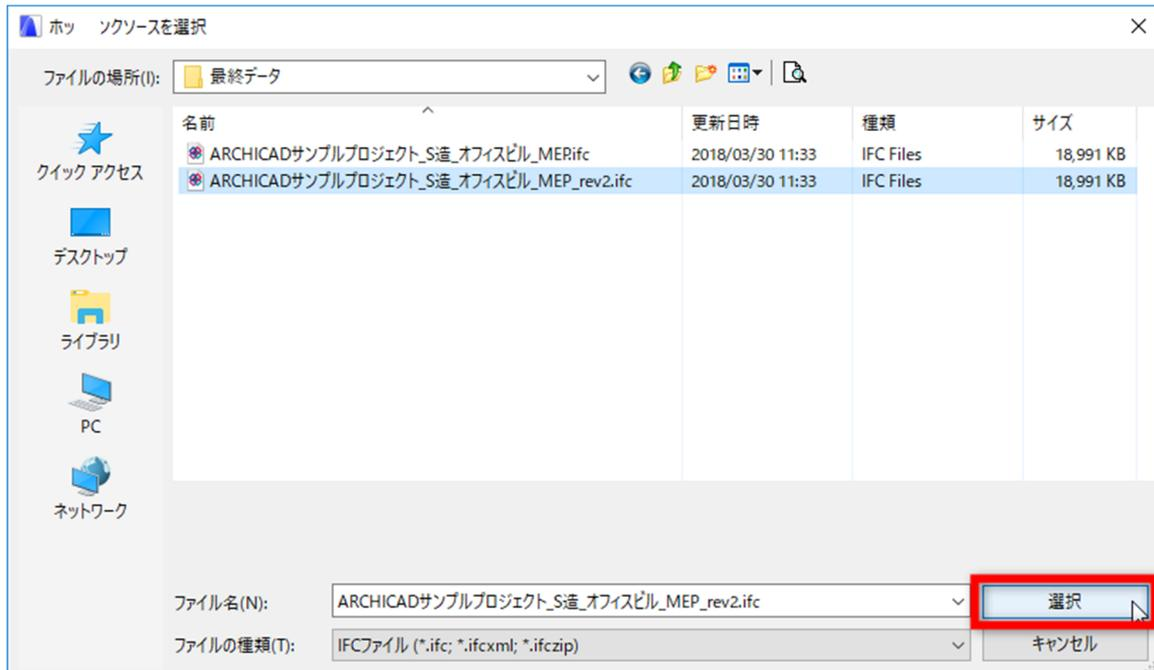 ホッ ンクソースを選択
ファイルの場所(I): 最終データ
名前 更新日時 種類 サイズ
ARCHICADサンプルプロジェクト_S造_オフィスビル_MEP.ifc 2018/03/30 11:33 IFC Files 18,991 KB
ARCHICADサンプルプロジェクト_S造_オフィスビル_MEP_rev2.ifc 2018/03/30 11:33 IFC Files 18,991 KB
クイック アクセス
デスクトップ
ライブラリ
PC
ネットワーク
ファイル名(N): ARCHICADサンプルプロジェクト_S造_オフィスビル_MEP_rev2.ifc 選択
ファイルの種類(T): IFCファイル (*.ifc; *.ifcxml; *.ifczip) キャンセル